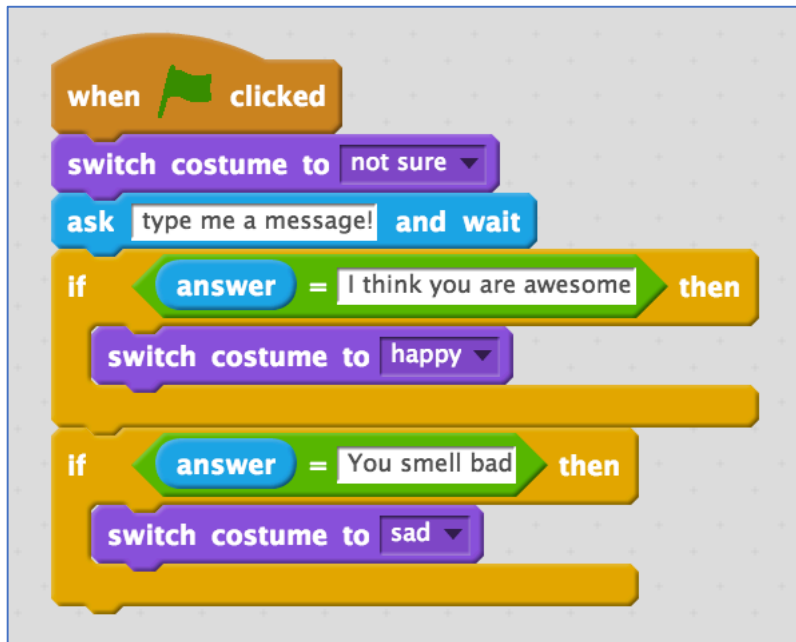 when clicked
switch costume to not sure
ask type me a message! and wait
if answer = I think you are awesome then
switch costume to happy
if answer = You smell bad then
switch costume to sad